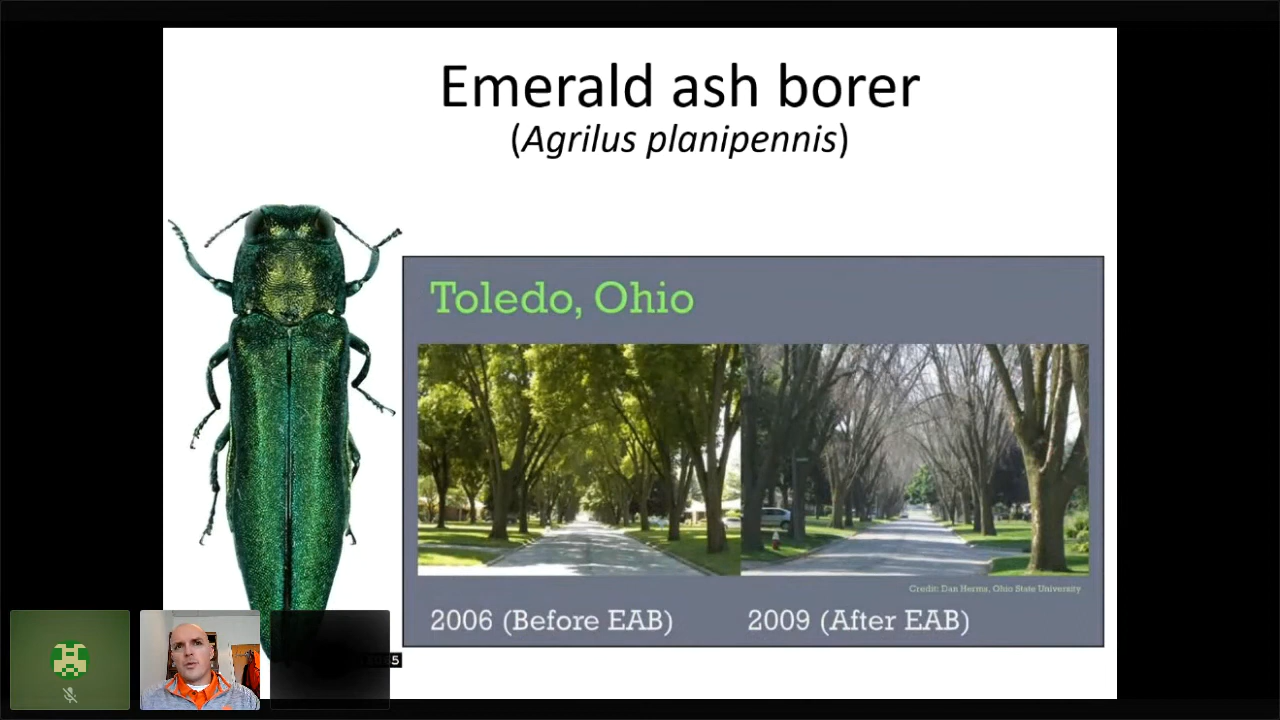 Emerald ash borer
(Agrilus planipennis)
Toledo, Ohio
Credit: Dan Herms, Ohio State University
2006 (Before EAB)
2009 (After EAB)